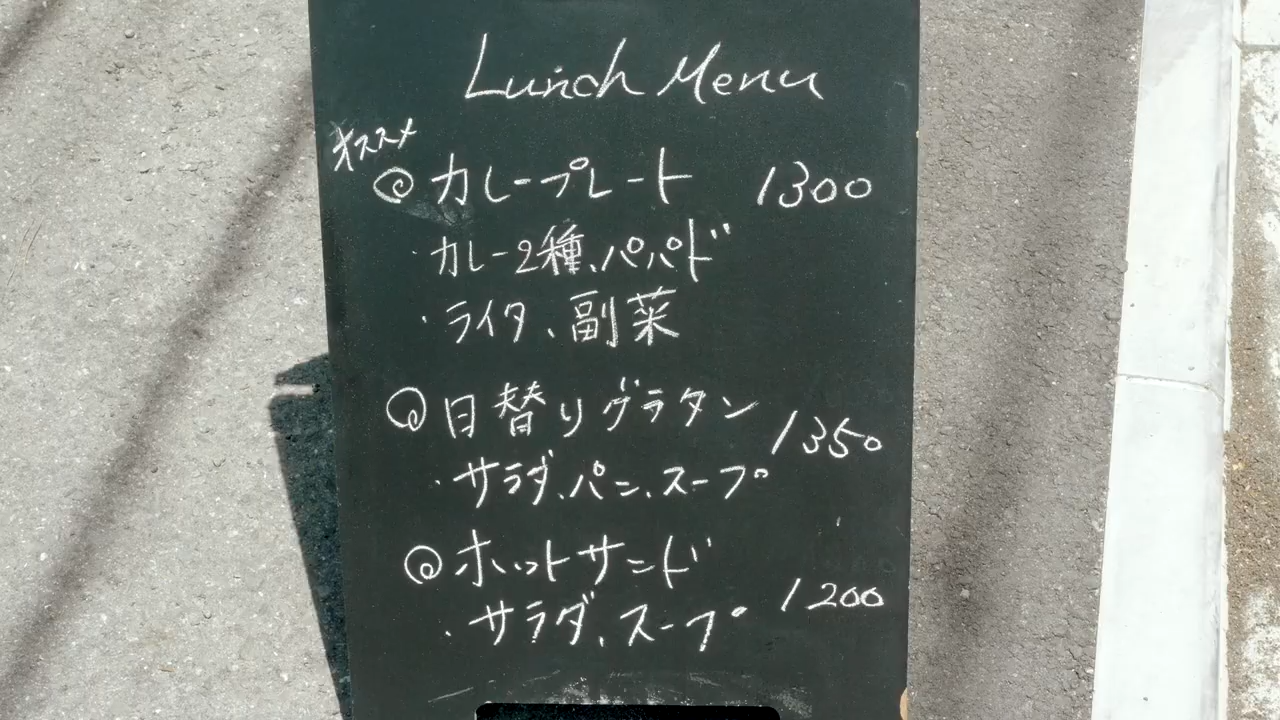 Lunch Menu
オススメ
◎カレープレート 1300
・カレー2種、パパド
・ライタ、副菜
◎日替りグラタン 1350
・サラダ、パン、スープ
◎ホットサンド
・サラダ、スープ 1200